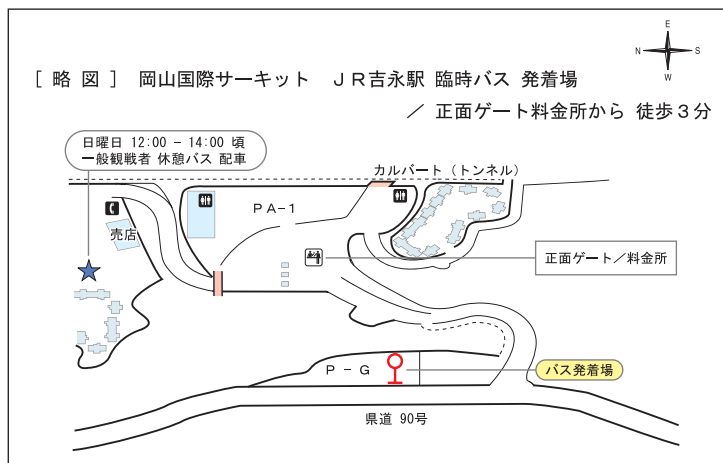 E
N
S
W
[ 略 図 ] 岡山国際サーキット JR吉永駅 臨時バス 発着場
／ 正面ゲート料金所から 徒歩３分
日曜日 12:00 − 14:00 頃
一般観戦者 休憩バス 配車
カルバート (トンネル)
PA-1
売店
正面ゲート／料金所
P − G
バス発着場
県道 90号